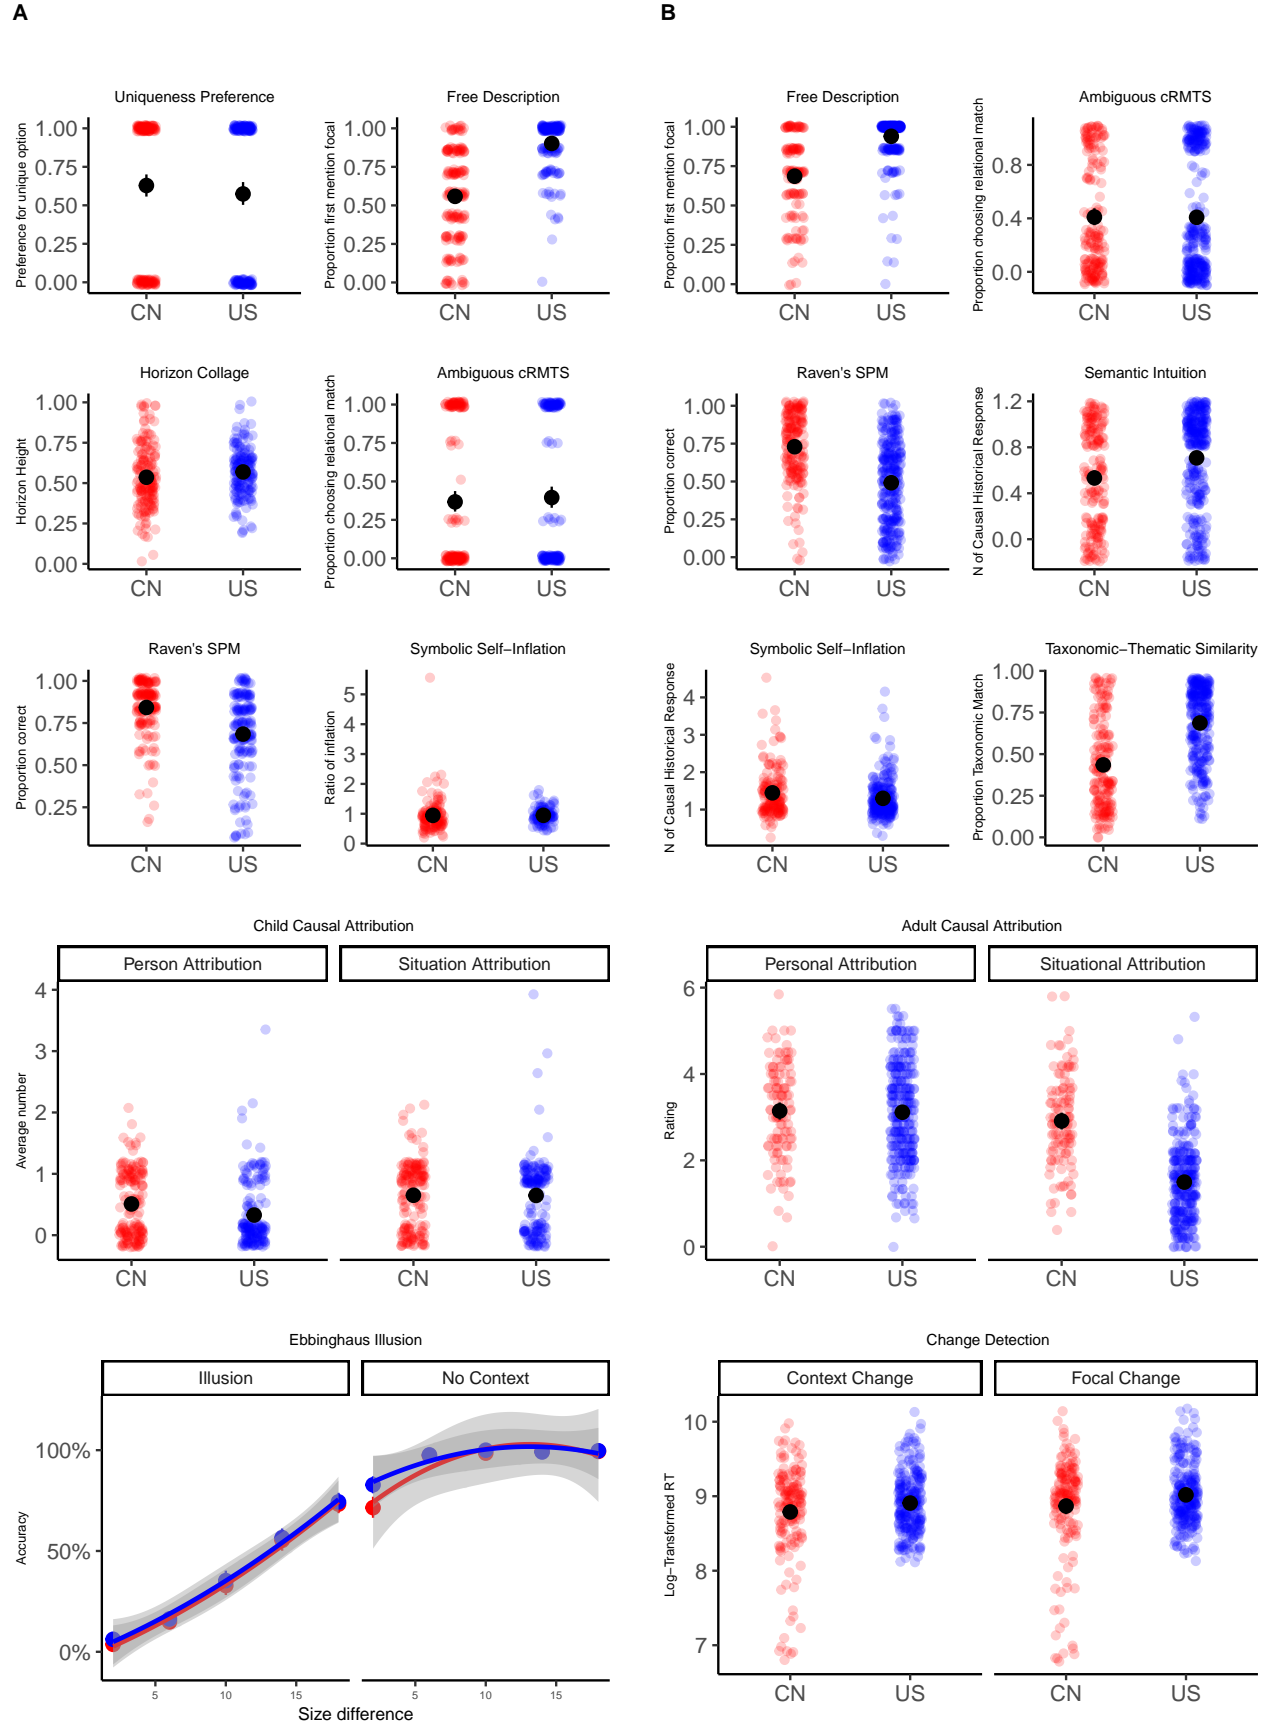 A
B
Uniqueness Preference
Preference for unique option
1.00
0.75
0.50
0.25
0.00
CN
US
Free Description
Proportion first mention focal
1.00
0.75
0.50
0.25
0.00
CN
US
Free Description
Proportion first mention focal
1.00
0.75
0.50
0.25
0.00
CN
US
Ambiguous cRMTS
Proportion choosing relational match
0.8
0.4
0.0
CN
US
Horizon Collage
Horizon Height
1.00
0.75
0.50
0.25
0.00
CN
US
Ambiguous cRMTS
Proportion choosing relational match
1.00
0.75
0.50
0.25
0.00
CN
US
Raven's SPM
Proportion correct
1.00
0.75
0.50
0.25
0.00
CN
US
Semantic Intuition
N of Causal Historical Response
1.2
0.8
0.4
0.0
CN
US
Raven's SPM
Proportion correct
1.00
0.75
0.50
0.25
CN
US
Symbolic Self−Inflation
Ratio of inflation
5
4
3
2
1
0
CN
US
Symbolic Self−Inflation
N of Causal Historical Response
4
3
2
1
CN
US
Taxonomic−Thematic Similarity
Proportion Taxonomic Match
1.00
0.75
0.50
0.25
0.00
CN
US
Child Causal Attribution
Person Attribution
Situation Attribution
Average number
4
3
2
1
0
CN
US
CN
US
Adult Causal Attribution
Personal Attribution
Situational Attribution
Rating
6
4
2
0
CN
US
CN
US
Ebbinghaus Illusion
Illusion
No Context
Accuracy
100%
50%
0%
5
10
15
5
10
15
Size difference
Change Detection
Context Change
Focal Change
Log−Transformed RT
10
9
8
7
CN
US
CN
US